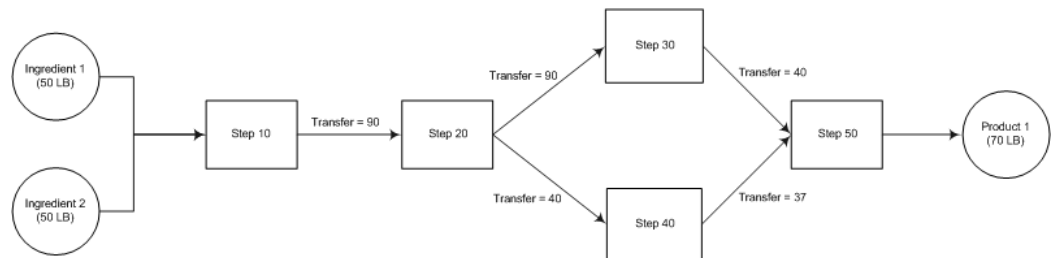 Ingredient 1
(50 LB)
Ingredient 2
(50 LB)
Step 10
Transfer = 90
Step 20
Transfer = 90
Transfer = 40
Step 30
Step 40
Transfer = 40
Transfer = 37
Step 50
Product 1
(70 LB)